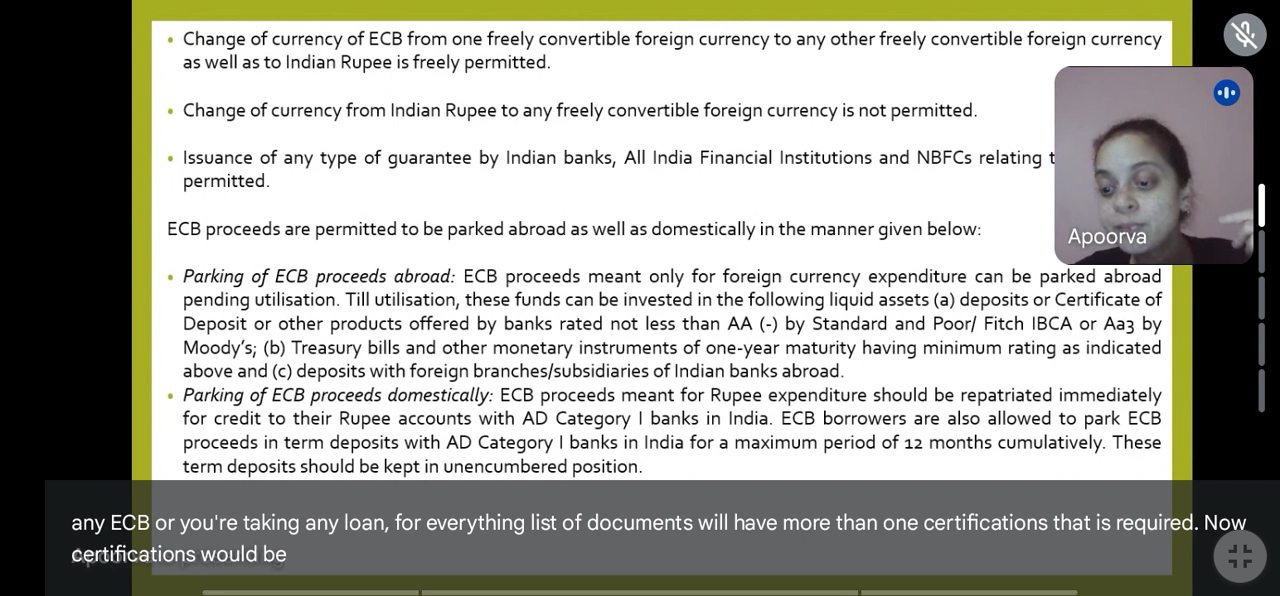 • Change of currency of ECB from one freely convertible foreign currency to any other freely convertible foreign currency
as well as to Indian Rupee is freely permitted.
• Change of currency from Indian Rupee to any freely convertible foreign currency is not permitted.
• Issuance of any type of guarantee by Indian banks, All India Financial Institutions and NBFCs relating
permitted.
Apoorva
ECB proceeds are permitted to be parked abroad as well as domestically in the manner given below:
• Parking of ECB proceeds abroad: ECB proceeds meant only for foreign currency expenditure can be parked abroad
pending utilisation. Till utilisation, these funds can be invested in the following liquid assets (a) deposits or Certificate of
Deposit or other products offered by banks rated not less than AA (-) by Standard and Poor/ Fitch IBCA or Aa3 by
Moody's; (b) Treasury bills and other monetary instruments of one-year maturity having minimum rating as indicated
above and (c) deposits with foreign branches/subsidiaries of Indian banks abroad.
• Parking of ECB proceeds domestically: ECB proceeds meant for Rupee expenditure should be repatriated immediately
for credit to their Rupee accounts with AD Category I banks in India. ECB borrowers are also allowed to park ECB
proceeds in term deposits with AD Category I banks in India for a maximum period of 12 months cumulatively. These
term deposits should be kept in unencumbered position.
any ECB or you're taking any loan, for everything list of documents will have more than one certifications that is required. Now
certifications would be